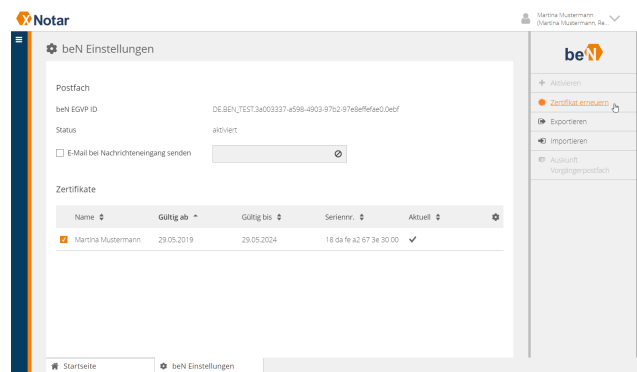 XNotar
Martina Mustermann
(Martina Mustermann, Re...
beN Einstellungen
Postfach
beN EGVP ID DE.BEN_TEST.3a003337-a598-4903-97b2-97e8effefae0.0ebf
Status aktiviert
E-Mail bei Nachrichteneingang senden
Zertifikate
Name Gültig ab Gültig bis Seriennr. Aktuell
Martina Mustermann 29.05.2019 29.05.2024 18 da fe a2 67 3e 30 00
beN
Aktivieren
Zertifikat erneuern
Exportieren
Importieren
Auskunft
Vorgängerpostfach
Startseite beN Einstellungen